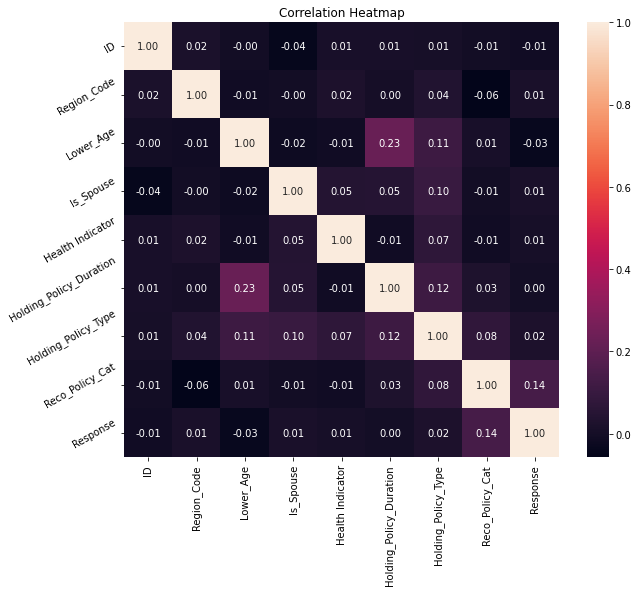 Correlation Heatmap
ID 1.00 0.02 -0.00 -0.04 0.01 0.01 0.01 -0.01 -0.01
Region_Code 0.02 1.00 -0.01 -0.00 0.02 0.00 0.04 -0.06 0.01
Lower_Age -0.00 -0.01 1.00 -0.02 -0.01 0.23 0.11 0.01 -0.03
Is_Spouse -0.04 -0.00 -0.02 1.00 0.05 0.05 0.10 -0.01 0.01
Health Indicator 0.01 0.02 -0.01 0.05 1.00 -0.01 0.07 -0.01 0.01
Holding_Policy_Duration 0.01 0.00 0.23 0.05 -0.01 1.00 0.12 0.03 0.00
Holding_Policy_Type 0.01 0.04 0.11 0.10 0.07 0.12 1.00 0.08 0.02
Reco_Policy_Cat -0.01 -0.06 0.01 -0.01 -0.01 0.03 0.08 1.00 0.14
Response -0.01 0.01 -0.03 0.01 0.01 0.00 0.02 0.14 1.00
ID
Region_Code
Lower_Age
Is_Spouse
Health Indicator
Holding_Policy_Duration
Holding_Policy_Type
Reco_Policy_Cat
Response
1.0
0.8
0.6
0.4
0.2
0.0